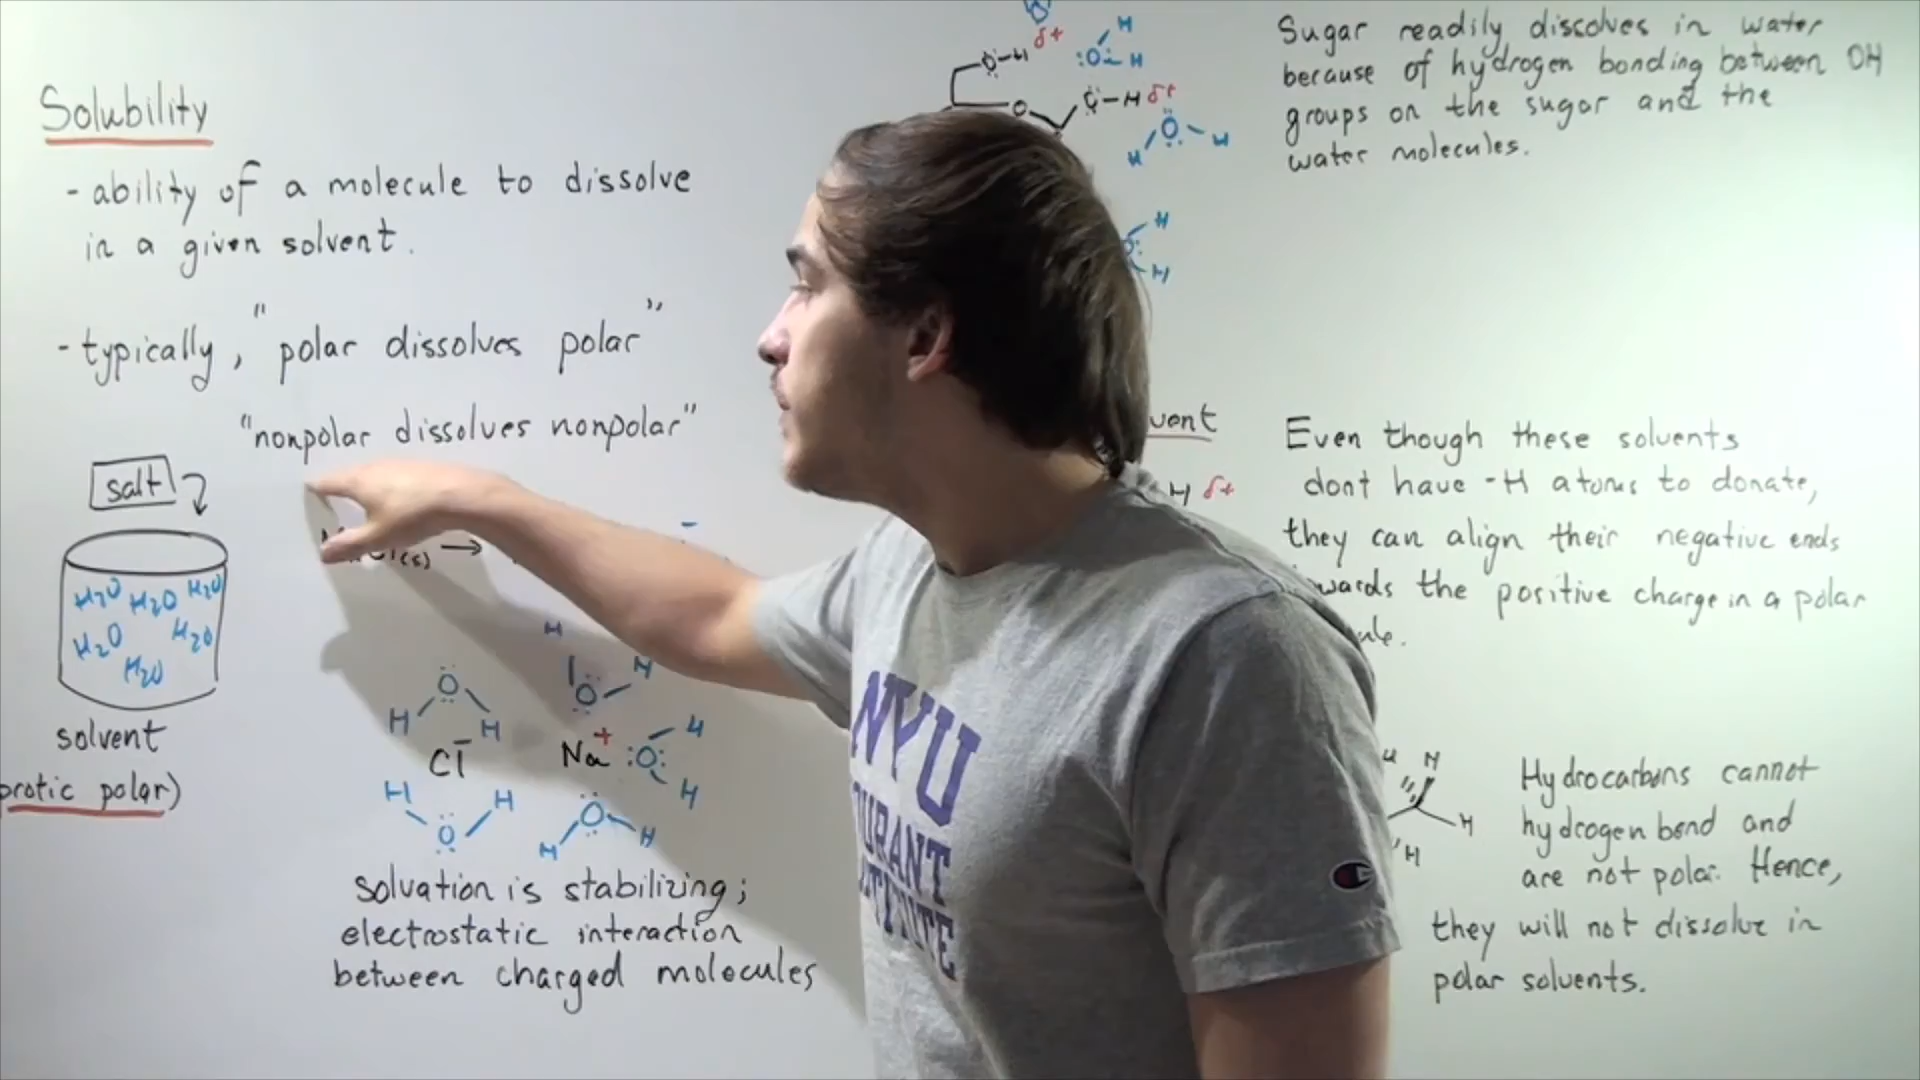 Solubility
- ability of a molecule to dissolve
in a given solvent.
- typically, "polar dissolves polar"
"nonpolar dissolves nonpolar"
salt
(s) →
H2O H2O H2O
H2O H2O
H2O
solvent
protic polar)
H
O H
O
H H
Cl- Na+ O H
H
H H
O
O
H H
Solvation is stabilizing;
electrostatic interaction
between charged molecules
O-H δ+
H
O H
O
O-H δ+
O
H H
H
O
H
Sugar readily dissolves in water
because of hydrogen bonding between OH
groups on the sugar and the
water molecules.
H δ+
Even though these solvents
dont have -H atoms to donate,
they can align their negative ends
the positive charge in a polar
H
H
H
Hydrocarbons cannot
hydrogen bond and
are not polar. Hence,
they will not dissolve in
polar solvents.
NYU